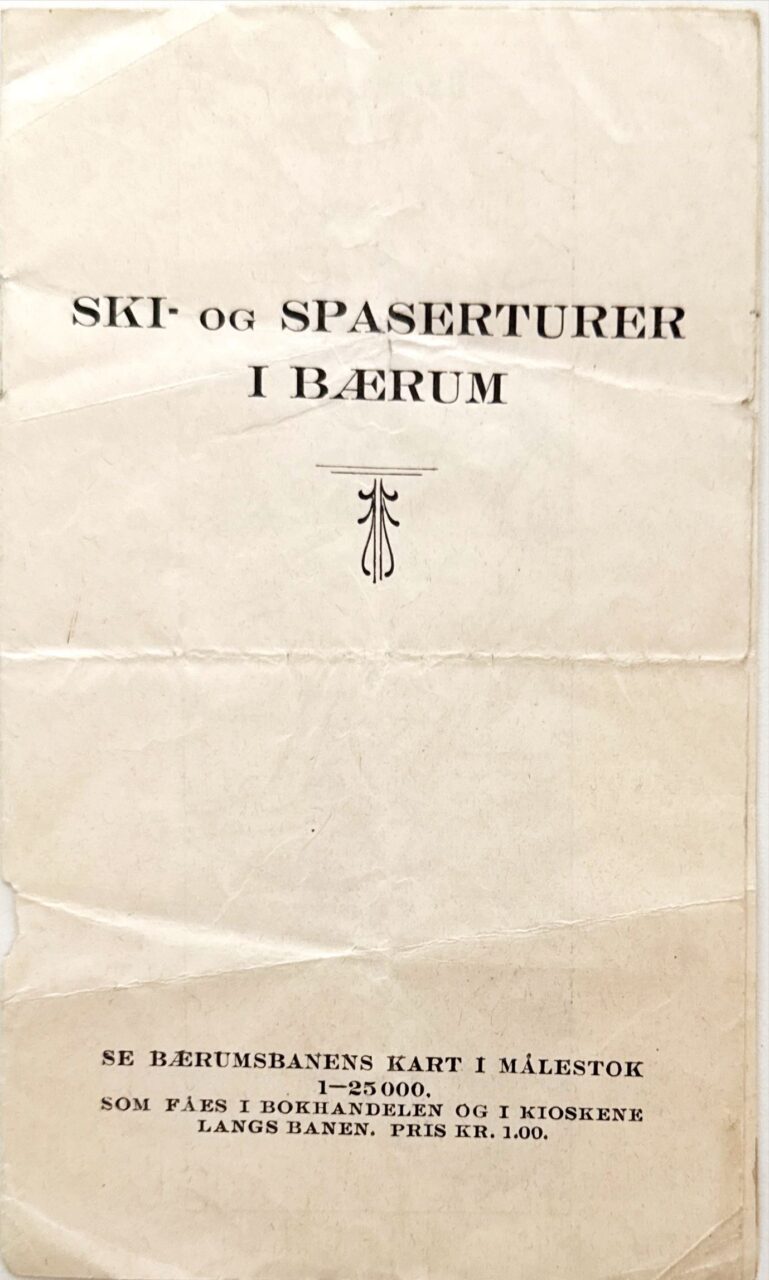 SKI- OG SPASERTURER
I BÆRUM
SE BÆRUMSBANENS KART I MÅLESTOK
1—25000.
SOM FÅES I BOKHANDELEN OG I KIOSKENE
LANGS BANEN. PRIS KR. 1.00.